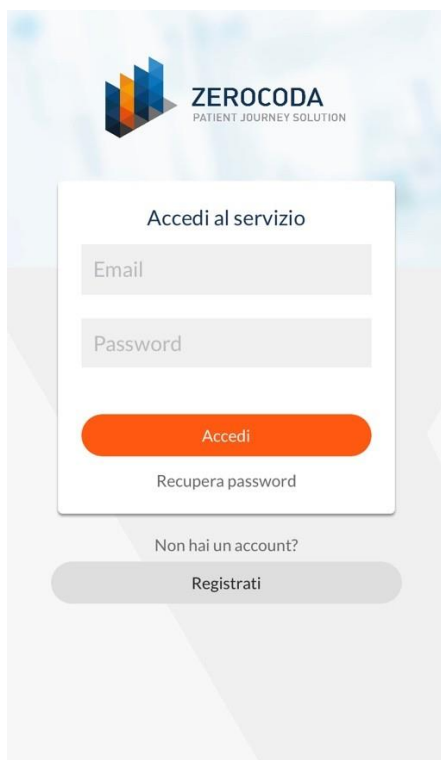 ZEROCODA
PATIENT JOURNEY SOLUTION
Accedi al servizio
Email
Password
Accedi
Recupera password
Non hai un account?
Registrati